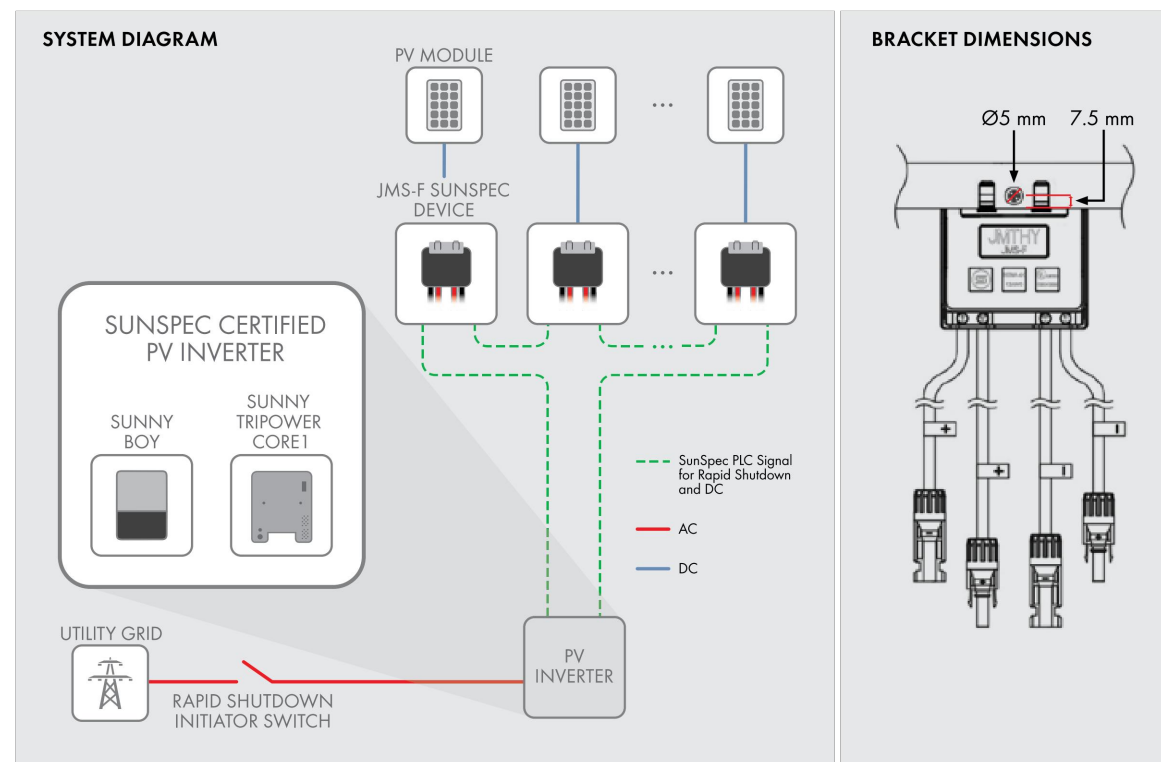 SYSTEM DIAGRAM
PV MODULE
...
JMS-F SUNSPEC
DEVICE
...
...
SUNSPEC CERTIFIED
PV INVERTER
SUNNY
BOY
SUNNY
TRIPOWER
CORE1
SunSpec PLC Signal
for Rapid Shutdown
and DC
AC
DC
UTILITY GRID
RAPID SHUTDOWN
INITIATOR SWITCH
PV
INVERTER
BRACKET DIMENSIONS
Ø5 mm 7.5 mm
JMTHY
JMS-F
+ + − −